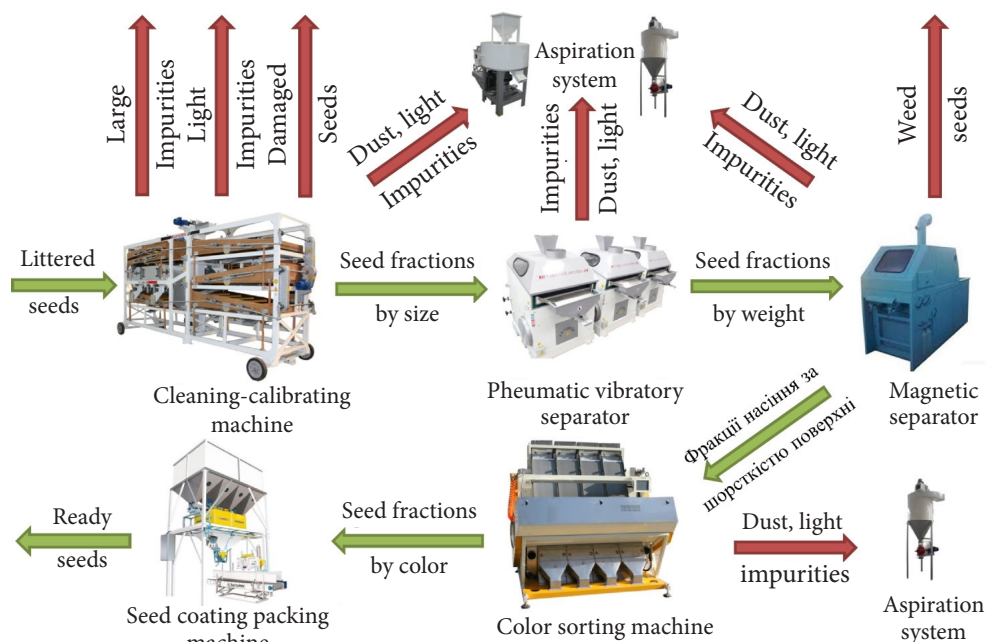 Large
Impurities
Light
Impurities
Damaged
Seeds
Dust, light
Impurities
Aspiration
system
Impurities
Dust, light
Dust, light
Impurities
Weed
seeds
Littered
seeds
Seed fractions
by size
Seed fractions
by weight
Cleaning-calibrating
machine
Pheumatic vibratory
separator
Magnetic
separator
Фракції насіння за
шорсткістю поверхні
Ready
seeds
Seed fractions
by color
Dust, light
impurities
Seed coating packing
machine
Color sorting machine
Aspiration
system